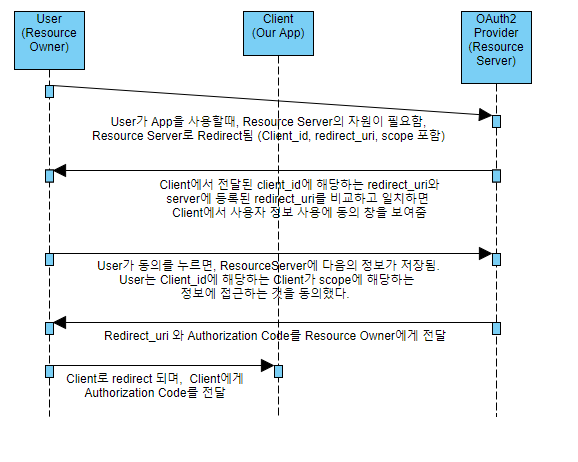 User
(Resource
Owner)
Client
(Our App)
OAuth2
Provider
(Resource
Server)
User가 App을 사용할때, Resource Server의 자원이 필요함,
Resource Server로 Redirect됨 (Client_id, redirect_uri, scope 포함)
Client에서 전달된 client_id에 해당하는 redirect_uri와
server에 등록된 redirect_uri를 비교하고 일치하면
Client에서 사용자 정보 사용에 동의 창을 보여줌
User가 동의를 누르면, ResourceServer에 다음의 정보가 저장됨.
User는 Client_id에 해당하는 Client가 scope에 해당하는
정보에 접근하는 것을 동의했다.
Redirect_uri 와 Authorization Code를 Resource Owner에게 전달
Client로 redirect 되며, Client에게
Authorization Code를 전달